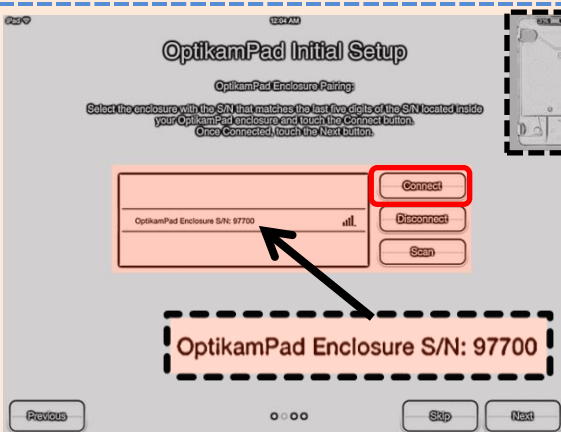 iPad
12:04 AM
OptikamPad Initial Setup
OptikamPad Enclosure Pairing:
Select the enclosure with the S/N that matches the last five digits of the S/N located inside
your OptikamPad enclosure and touch the Connect button.
Once Connected, touch the Next button.
Connect
OptikamPad Enclosure S/N: 97700
Disconnect
Scan
OptikamPad Enclosure S/N: 97700
Previous
Skip
Next